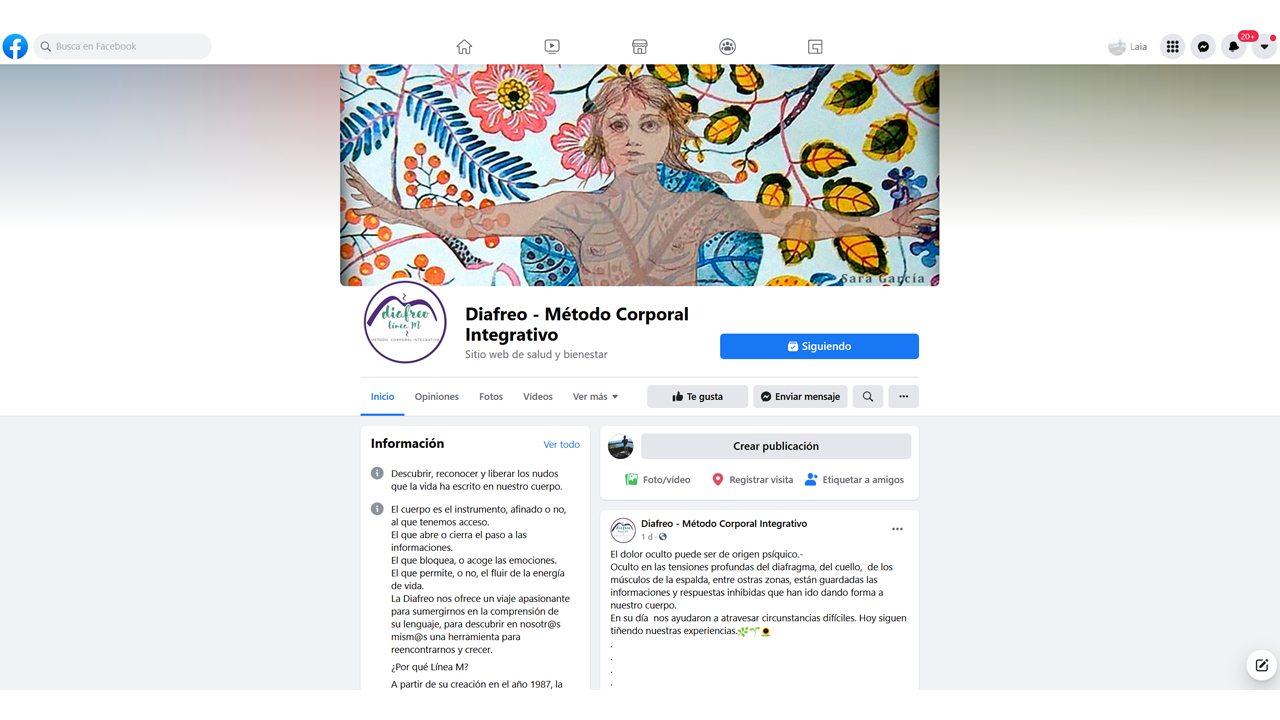 Busca en Facebook
Laia
20+
Sara García
diafreo
línea M
MÉTODO CORPORAL INTEGRATIVO
Diafreo - Método Corporal
Integrativo
Sitio web de salud y bienestar
Siguiendo
Inicio
Opiniones
Fotos
Vídeos
Ver más
Te gusta
Enviar mensaje
Información
Ver todo
Descubrir, reconocer y liberar los nudos
que la vida ha escrito en nuestro cuerpo.
El cuerpo es el instrumento, afinado o no,
al que tenemos acceso.
El que abre o cierra el paso a las
informaciones.
El que bloquea, o acoge las emociones.
El que permite, o no, el fluir de la energía
de vida.
La Diafreo nos ofrece un viaje apasionante
para sumergirnos en la comprensión de
su lenguaje, para descubrir en nosotr@s
mism@s una herramienta para
reencontrarnos y crecer.
¿Por qué Línea M?
A partir de su creación en el año 1987, la
Crear publicación
Foto/vídeo
Registrar visita
Etiquetar a amigos
Diafreo - Método Corporal Integrativo
1 d ·
El dolor oculto puede ser de origen psíquico.-
Oculto en las tensiones profundas del diafragma, del cuello, de los
músculos de la espalda, entre ostras zonas, están guardadas las
informaciones y respuestas inhibidas que han ido dando forma a
nuestro cuerpo.
En su día nos ayudaron a atravesar circunstancias difíciles. Hoy siguen
tiñendo nuestras experiencias.🌿🌱🌻
.
.
.
.